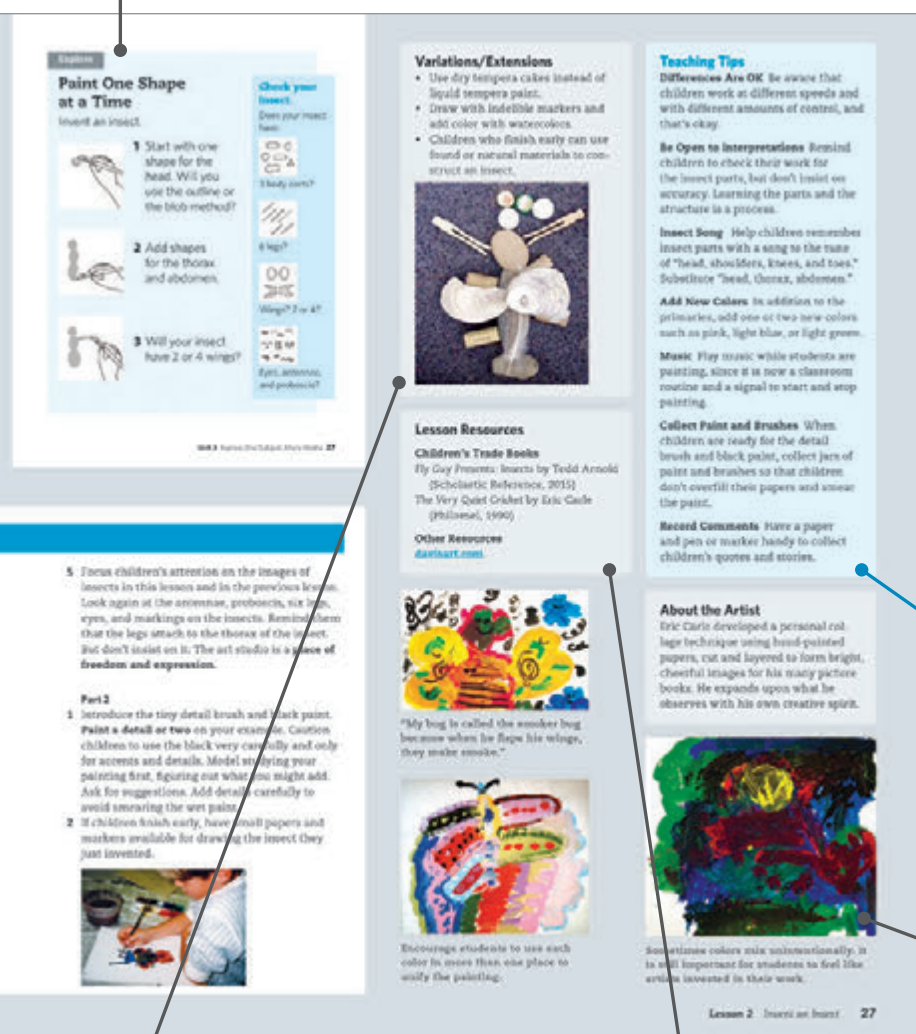 Explore
Paint One Shape
at a Time
Invent an insect.
1 Start with one
shape for the
head. Will you
use the outline or
the blob method?
2 Add shapes
for the thorax
and abdomen.
3 Will your insect
have 2 or 4 wings?
Check your
insect.
Does your insect
have:
3 body parts?
6 legs?
Wings? 2 or 4?
Eyes, antennae,
and proboscis?
27
5 Focus children's attention on the images of
insects in this lesson and in the previous lesson.
Look again at the antennae, proboscis, six legs,
eyes, and markings on the insects. Remind them
that the legs attach to the thorax of the insect.
But don't insist on it. The art studio is a place of
freedom and expression.
Part 2
1 Introduce the tiny detail brush and black paint.
Paint a detail or two on your example. Caution
children to use the black very carefully and only
for accents and details. Model studying your
painting first, figuring out what you might add.
Ask for suggestions. Add details carefully to
avoid smearing the wet paint.
2 If children finish early, have small papers and
markers available for drawing the insect they
just invented.
Variations/Extensions
• Use dry tempera cakes instead of
liquid tempera paint.
• Draw with indelible markers and
add color with watercolors.
• Children who finish early can use
found or natural materials to con-
struct an insect.
Lesson Resources
Children's Trade Books
Fly Guy Presents: Insects by Tedd Arnold
(Scholastic Reference, 2015)
The Very Quiet Cricket by Eric Carle
(Philomel, 1990)
Other Resources
davisart.com
"My bug is called the smoker bug
because when he flaps his wings,
they make smoke."
Encourage students to use each
color in more than one place to
unify the painting.
Teaching Tips
Differences Are OK Be aware that
children work at different speeds and
with different amounts of control, and
that's okay.
Be Open to Interpretations Remind
children to check their work for
the insect parts, but don't insist on
accuracy. Learning the parts and the
structure is a process.
Insect Song Help children remember
insect parts with a song to the tune
of "head, shoulders, knees, and toes."
Substitute "head, thorax, abdomen."
Add New Colors In addition to the
primaries, add one or two new colors
such as pink, light blue, or light green.
Music Play music while students are
painting, since it is now a classroom
routine and a signal to start and stop
painting.
Collect Paint and Brushes When
children are ready for the detail
brush and black paint, collect jars of
paint and brushes so that children
don't overfill their papers and smear
the paint.
Record Comments Have a paper
and pen or marker handy to collect
children's quotes and stories.
About the Artist
Eric Carle developed a personal col-
lage technique using hand-painted
papers, cut and layered to form bright,
cheerful images for his many picture
books. He expands upon what he
observes with his own creative spirit.
Sometimes colors mix unintentionally. It
is still important for students to feel like
artists invested in their work.
Lesson 2 Invent an Insect 27